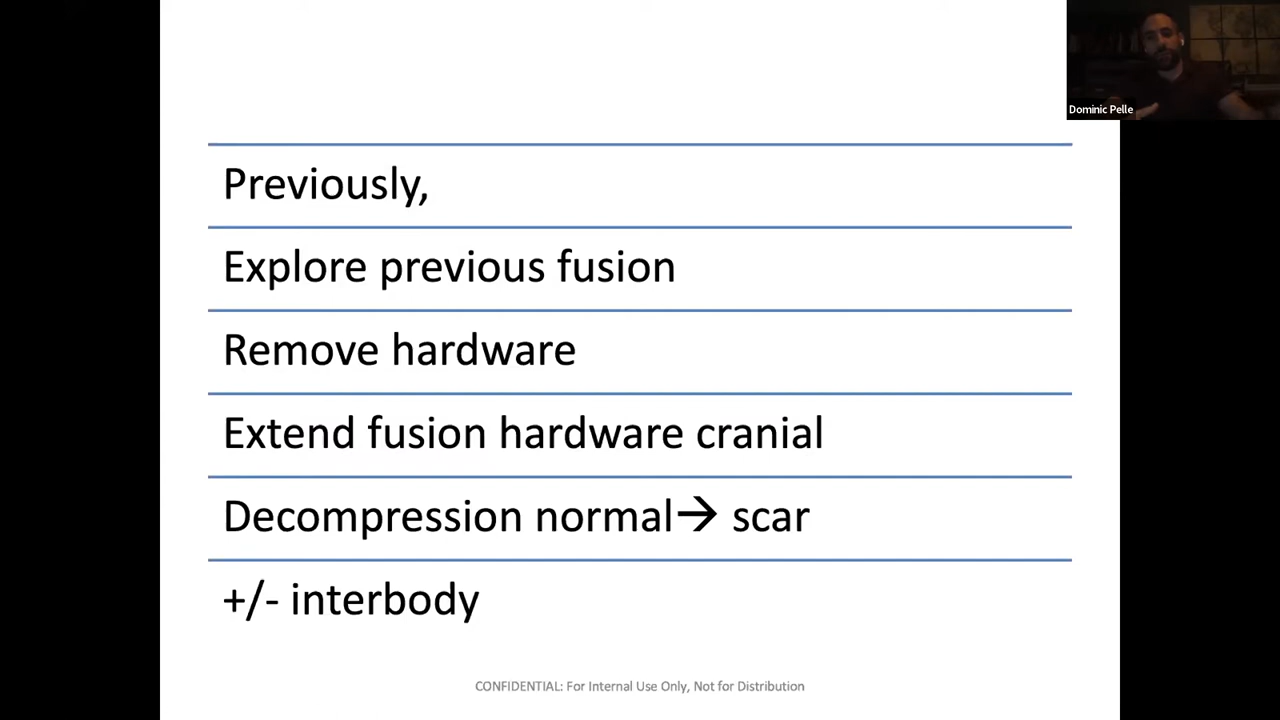 Dominic Pelle
Previously,
Explore previous fusion
Remove hardware
Extend fusion hardware cranial
Decompression normal→ scar
+/- interbody
CONFIDENTIAL: For Internal Use Only, Not for Distribution